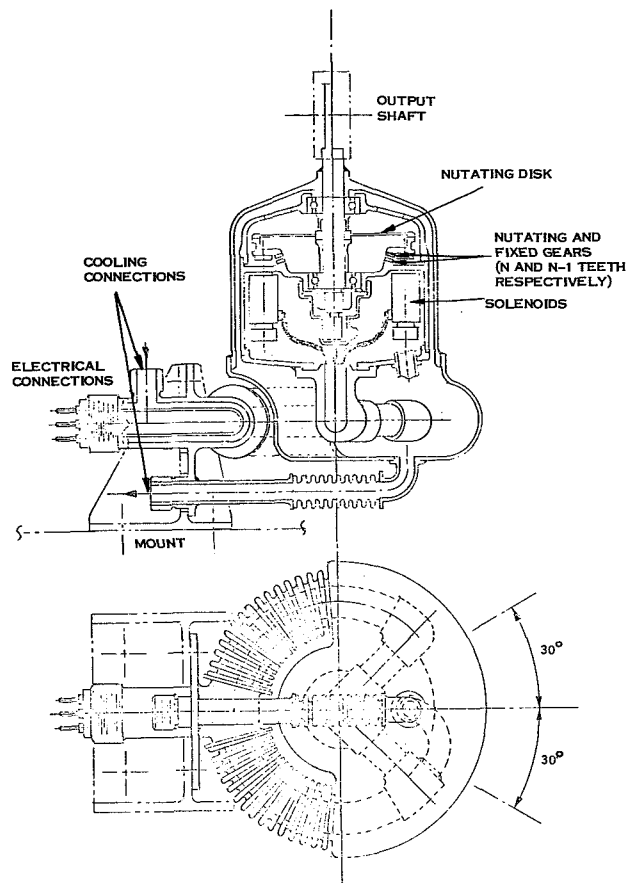 OUTPUT
SHAFT
NUTATING DISK
NUTATING AND
FIXED GEARS
(N AND N-1 TEETH
RESPECTIVELY)
SOLENOIDS
COOLING
CONNECTIONS
ELECTRICAL
CONNECTIONS
MOUNT
30°
30°